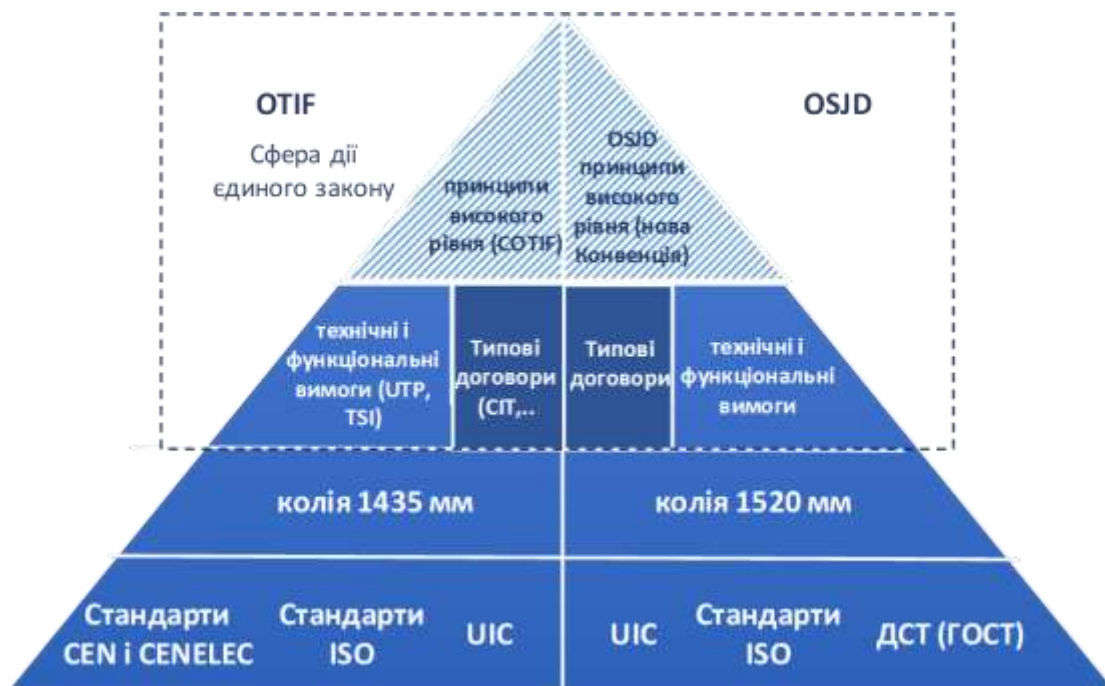 OTIF
Сфера дії
єдиного закону
OSJD
принципи
високого
рівня (COTIF)
OSJD
принципи
високого
рівня (нова
Конвенція)
технічні і
функціональні
вимоги (UTP,
TSI)
Типові
договори
(CIT,..
Типові
договори
технічні і
функціональні
вимоги
колія 1435 мм
колія 1520 мм
Стандарти
CEN і CENELEC
Стандарти
ISO
UIC
UIC
Стандарти
ISO
ДСТ (ГОСТ)